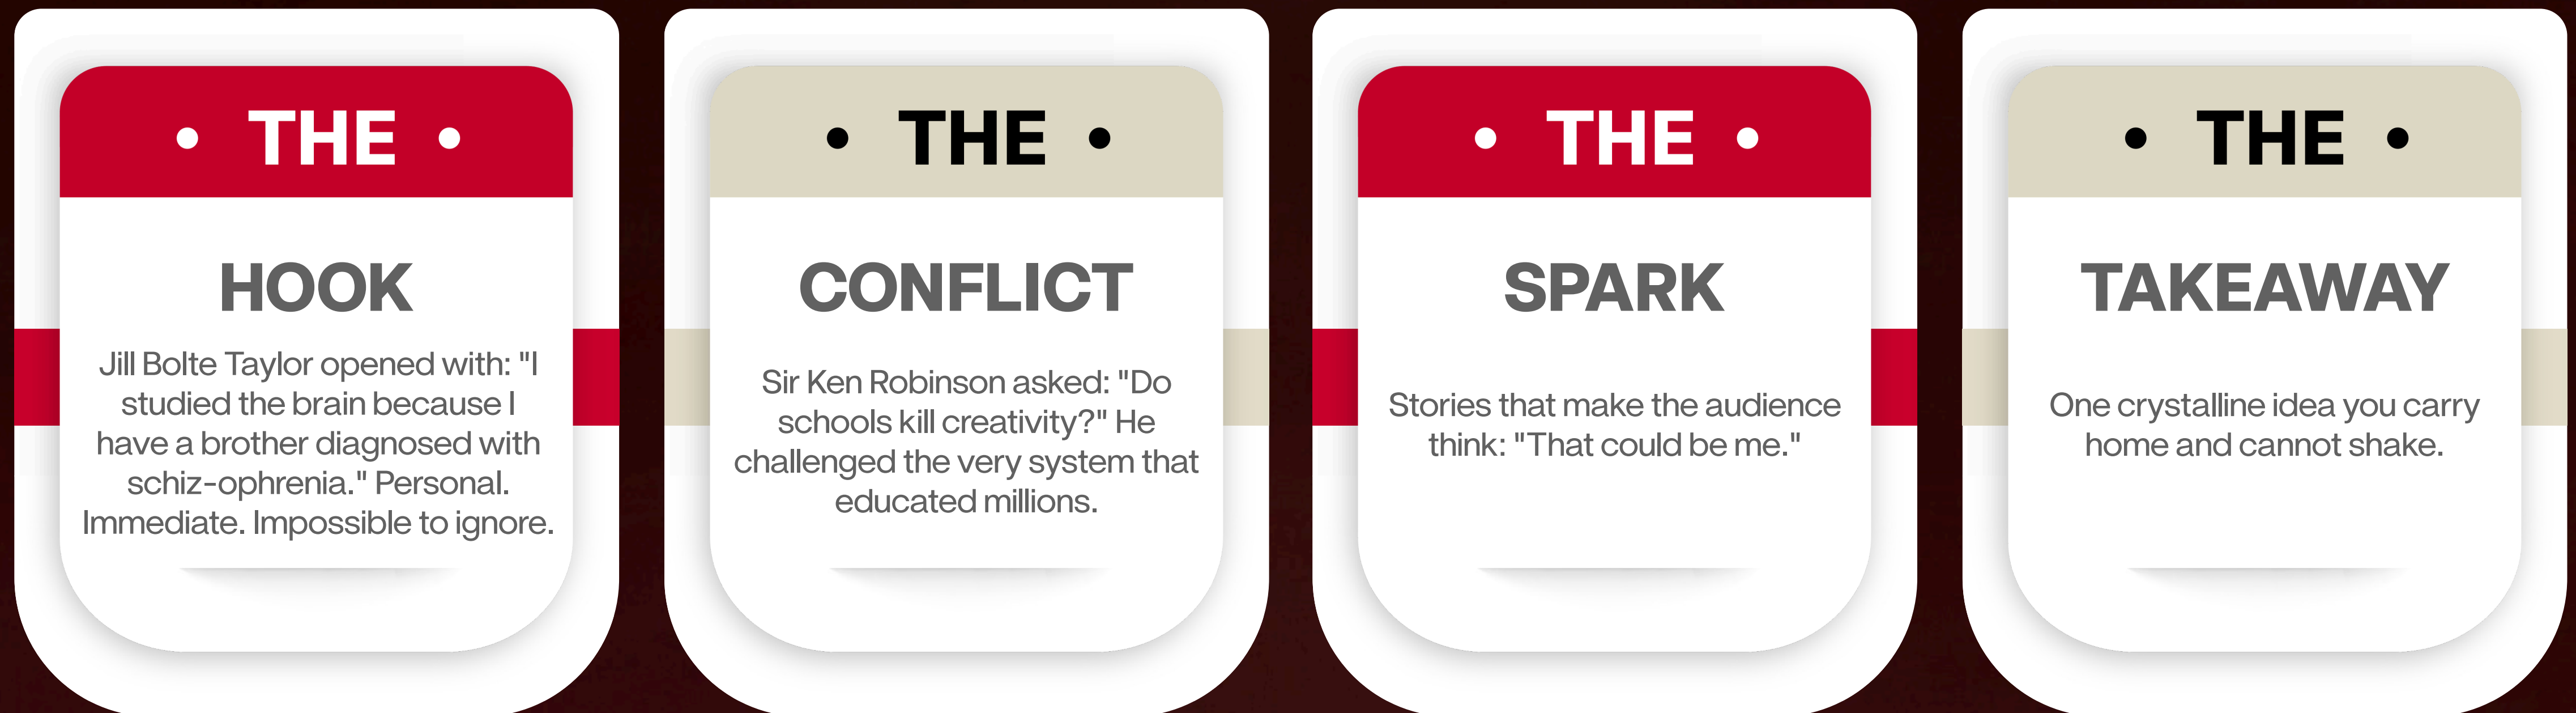 • THE •
HOOK
Jill Bolte Taylor opened with: "I
studied the brain because I
have a brother diagnosed with
schiz-ophrenia." Personal.
Immediate. Impossible to ignore.
• THE •
CONFLICT
Sir Ken Robinson asked: "Do
schools kill creativity?" He
challenged the very system that
educated millions.
• THE •
SPARK
Stories that make the audience
think: "That could be me."
• THE •
TAKEAWAY
One crystalline idea you carry
home and cannot shake.